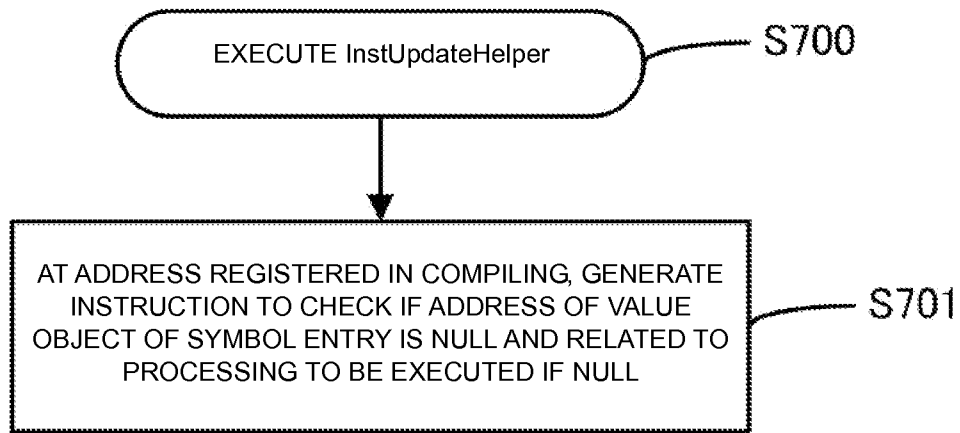 EXECUTE InstUpdateHelper
S700
AT ADDRESS REGISTERED IN COMPILING, GENERATE
INSTRUCTION TO CHECK IF ADDRESS OF VALUE
OBJECT OF SYMBOL ENTRY IS NULL AND RELATED TO
PROCESSING TO BE EXECUTED IF NULL
S701